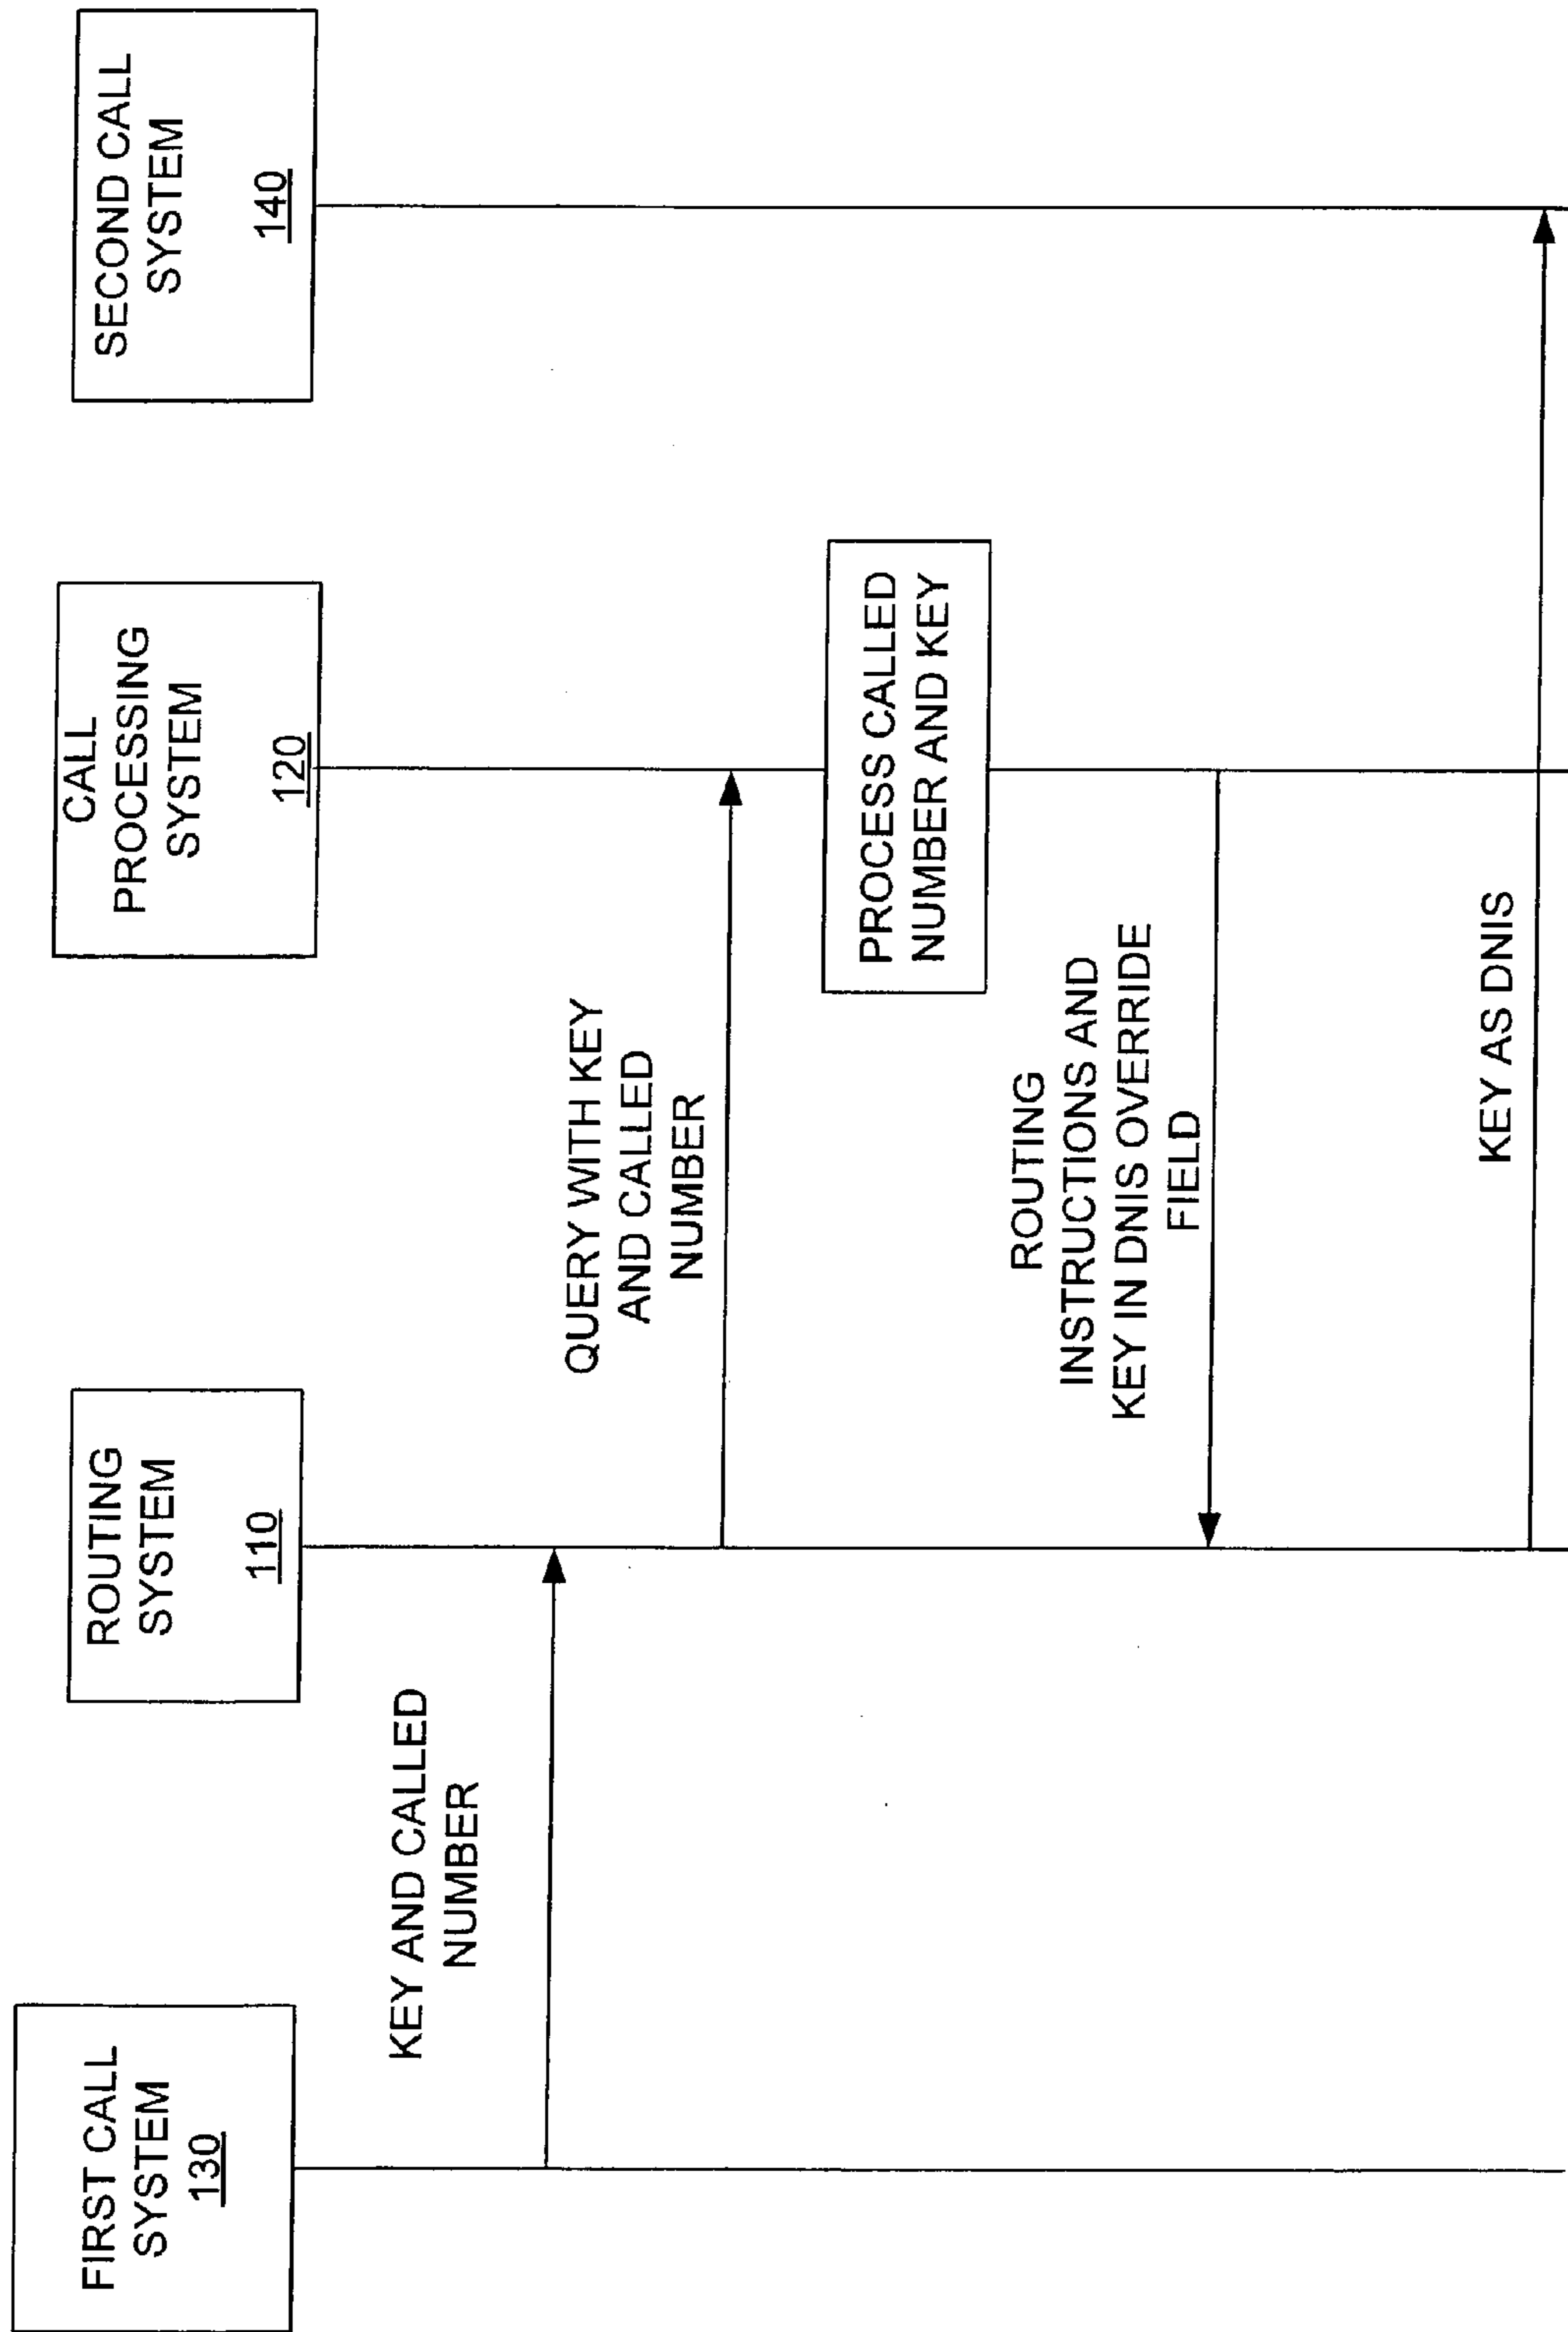 FIRST CALL
SYSTEM
130
ROUTING
SYSTEM
110
CALL
PROCESSING
SYSTEM
120
SECOND CALL
SYSTEM
140
KEY AND CALLED
NUMBER
QUERY WITH KEY
AND CALLED
NUMBER
PROCESS CALLED
NUMBER AND KEY
ROUTING
INSTRUCTIONS AND
KEY IN DNIS OVERRIDE
FIELD
KEY AS DNIS